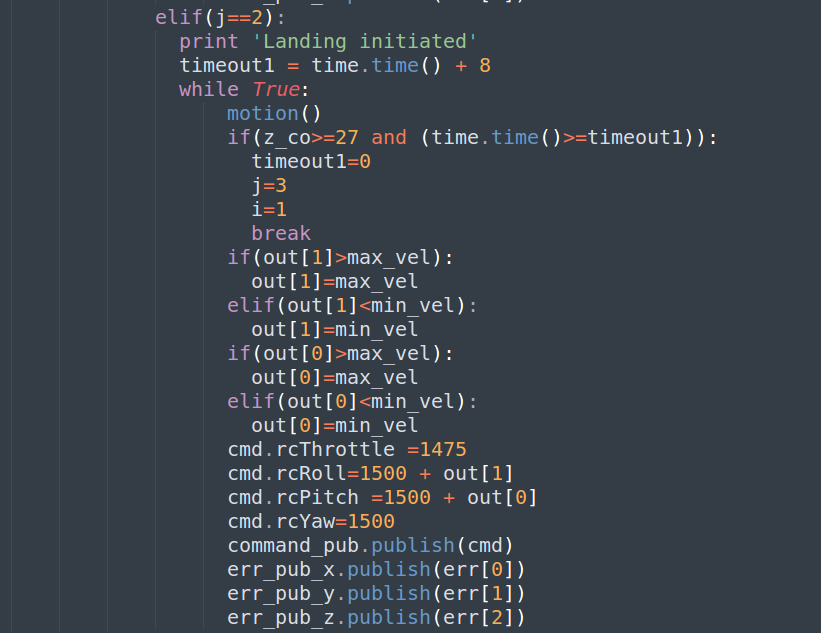 elif(j==2):
print 'Landing initiated'
timeout1 = time.time() + 8
while True:
motion()
if(z_co>=27 and (time.time()>=timeout1)):
timeout1=0
j=3
i=1
break
if(out[1]>max_vel):
out[1]=max_vel
elif(out[1]<min_vel):
out[1]=min_vel
if(out[0]>max_vel):
out[0]=max_vel
elif(out[0]<min_vel):
out[0]=min_vel
cmd.rcThrottle =1475
cmd.rcRoll=1500 + out[1]
cmd.rcPitch =1500 + out[0]
cmd.rcYaw=1500
command_pub.publish(cmd)
err_pub_x.publish(err[0])
err_pub_y.publish(err[1])
err_pub_z.publish(err[2])